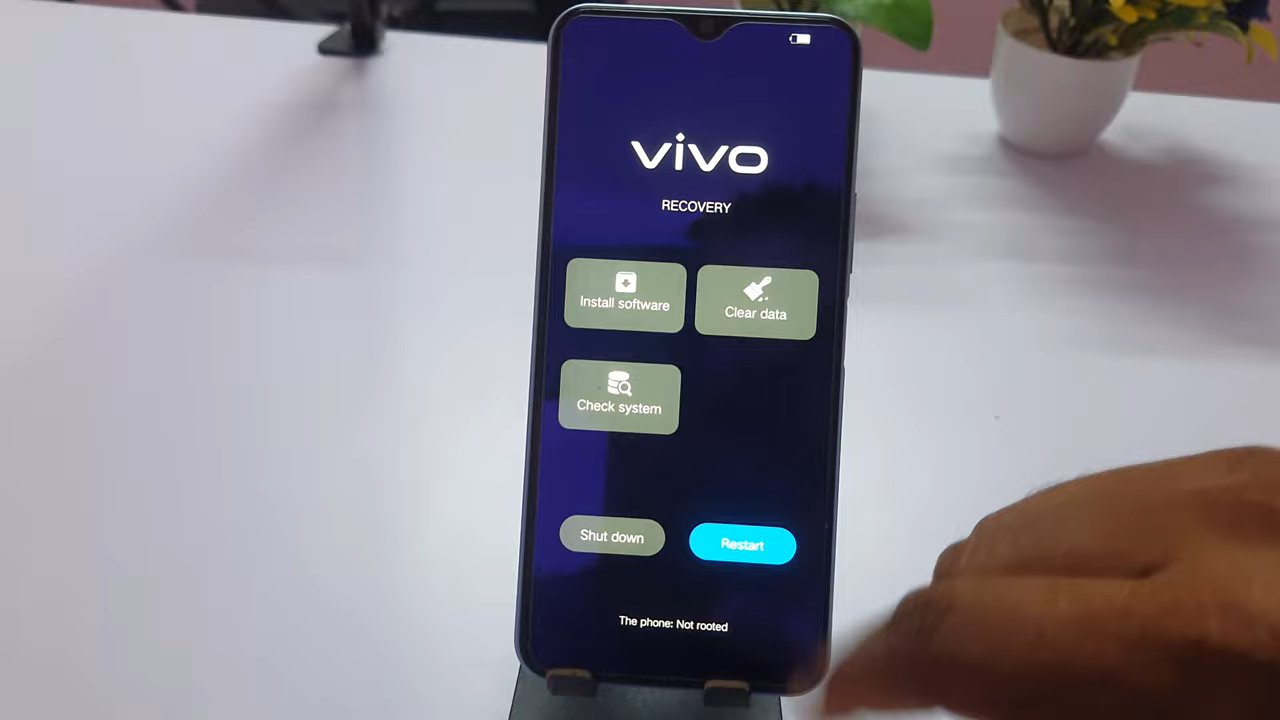 vivo
RECOVERY
Install software
Clear data
Check system
Shut down
Restart
The phone: Not rooted